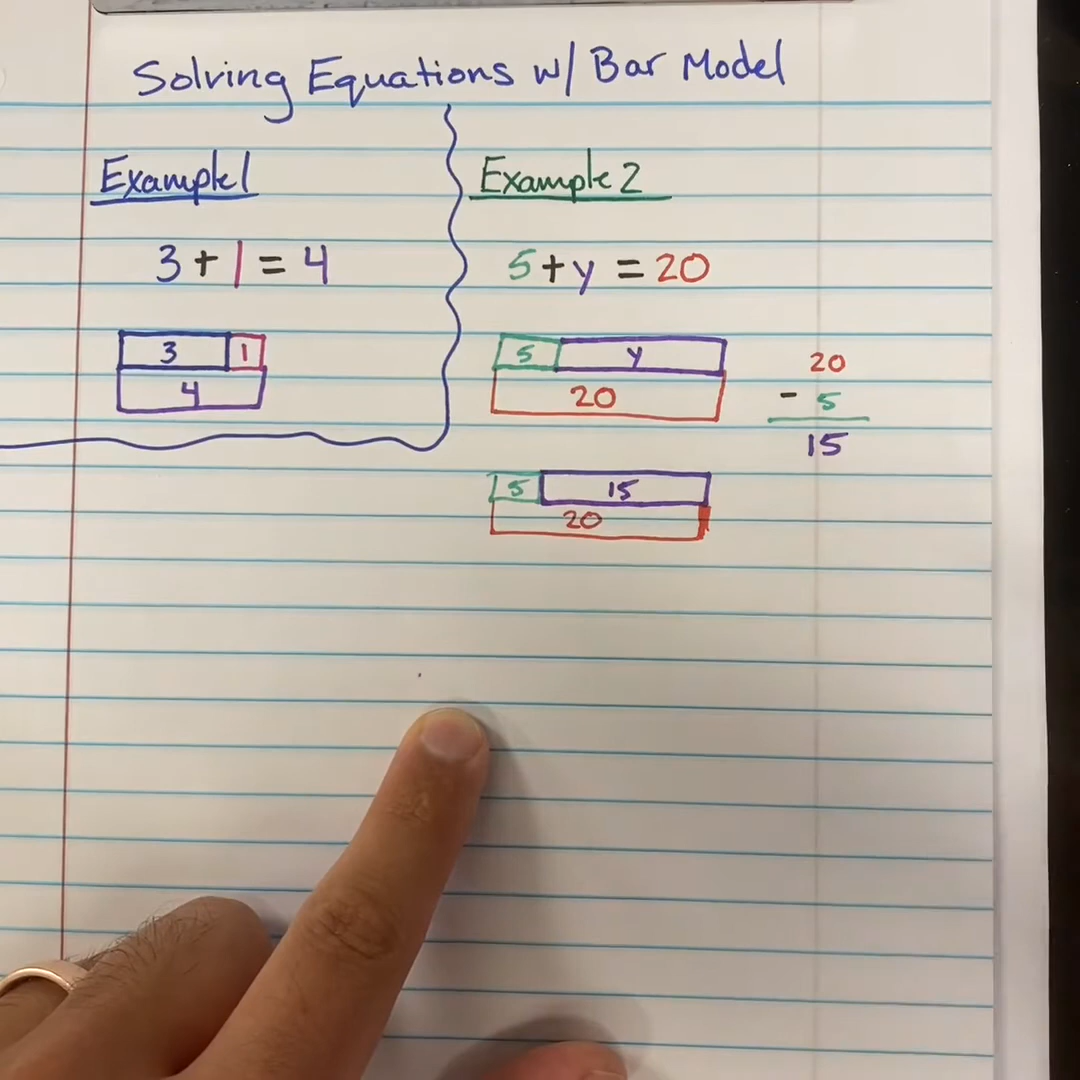 Solving Equations w/ Bar Model
Example 1
3 + 1 = 4
3 1
4
Example 2
5 + y = 20
5 y
20
20
- 5
15
5 15
20